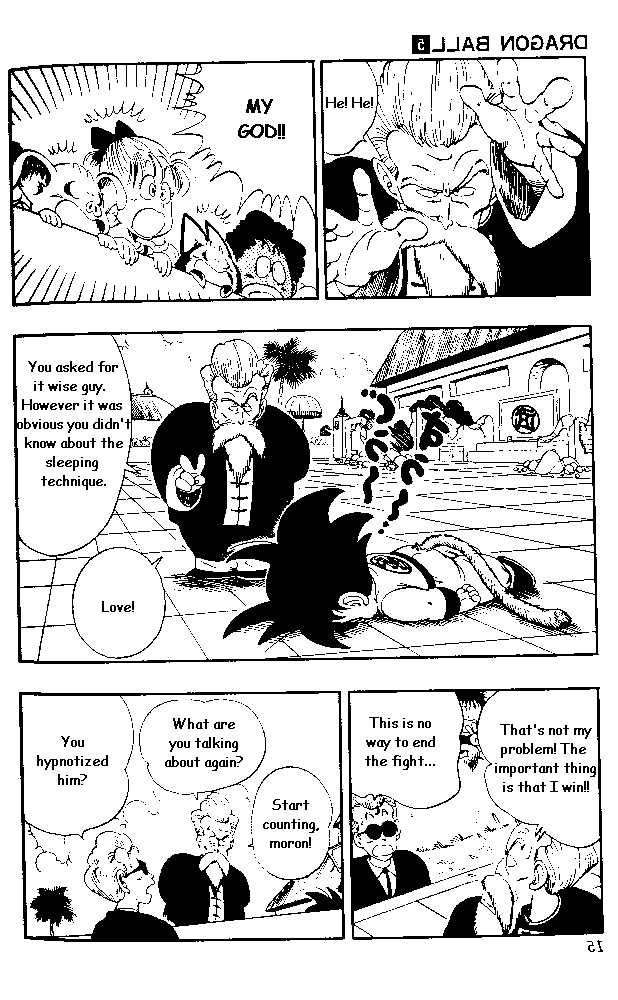 DRAGON BALL 5
MY
GOD!!
He! He!
You asked for
it wise guy.
However it was
obvious you didn't
know about the
sleeping
technique.
Love!
You
hypnotized
him?
What are
you talking
about again?
Start
counting,
moron!
This is no
way to end
the fight...
That's not my
problem! The
important thing
is that I win!!
15